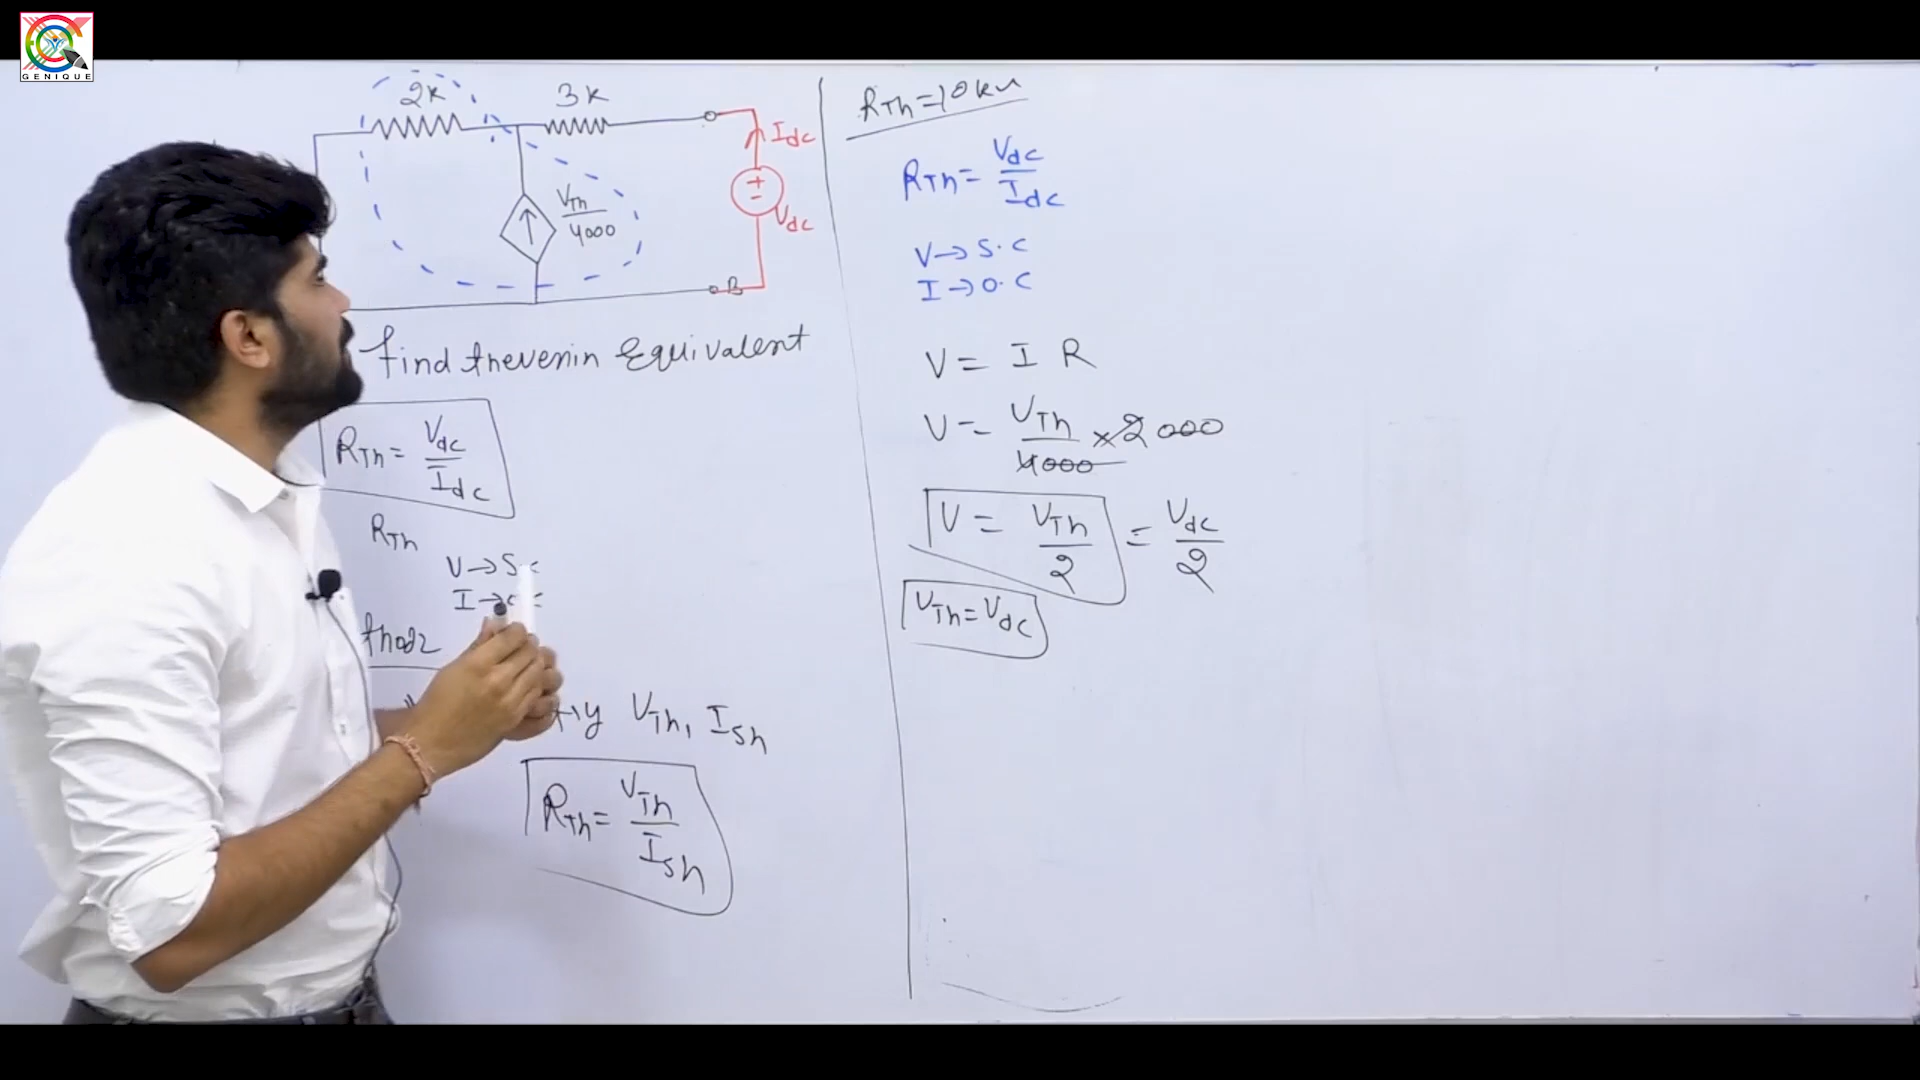 GENIQUE
2k
3k
Idc
VTh/4000
+
-
Vdc
B
find thevenin Equivalent
RTh = Vdc/Idc
RTh
V→S.C
I→
VTh, Ish
RTh = VTh/Ish
RTh=10k
RTh = Vdc/Idc
V→S.C
I→O.C
V = I R
V = VTh/4000 ×2000
V = VTh/2 = Vdc/2
VTh = Vdc